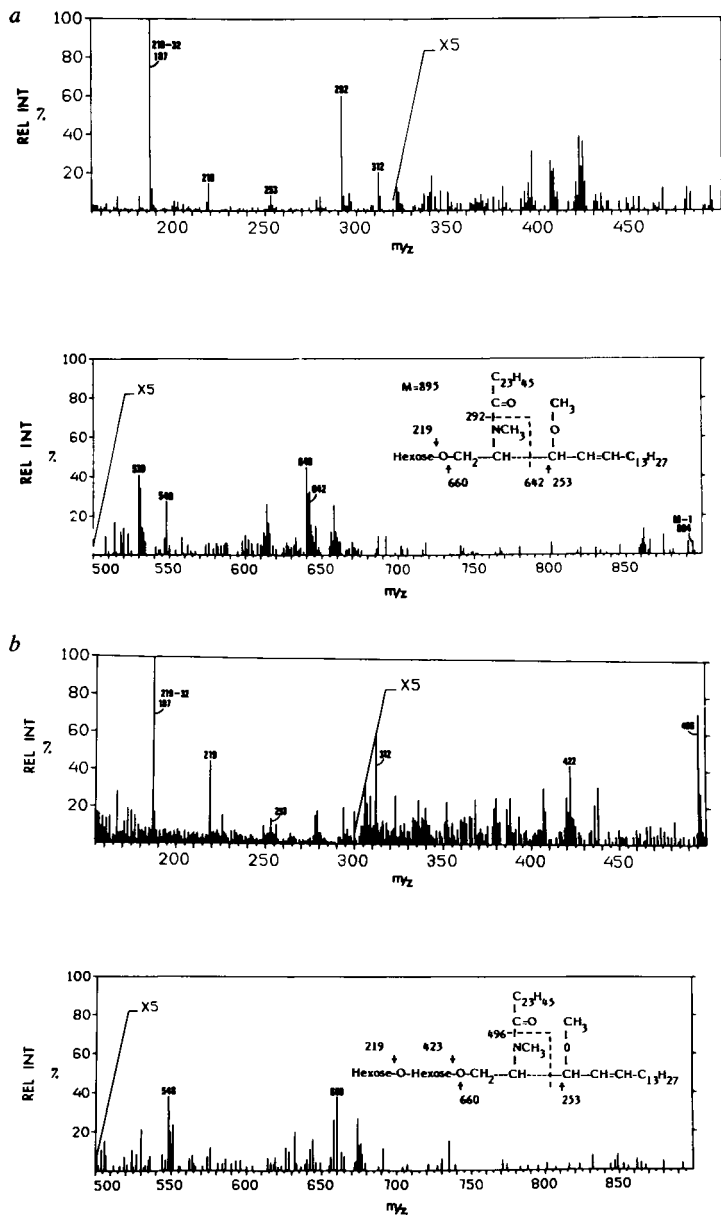 a
100
80
60
40
20
REL INT
%
218-32
187
218
253
292
312
X5
200 250 300 350 400 450
m/z
100
80
60
40
20
REL INT
%
X5
530
548
640
642
M-1
894
M=895
C23H45
C=O CH3
292 O
219 NCH3
Hexose-O-CH2-CH-CH-CH=CH-C13H27
660 642 253
500 550 600 650 700 750 800 850
m/z
b
100
80
60
40
20
REL INT
%
219-32
187
219
253
X5
312
422
496
200 250 300 350 400 450
m/z
100
80
60
40
20
REL INT
%
X5
548
660
C23H45
C=O CH3
496
219 423 NCH3 O
Hexose-O-Hexose-O-CH2-CH-CH-CH=CH-C13H27
660 253
500 550 600 650 700 750 800 850
m/z